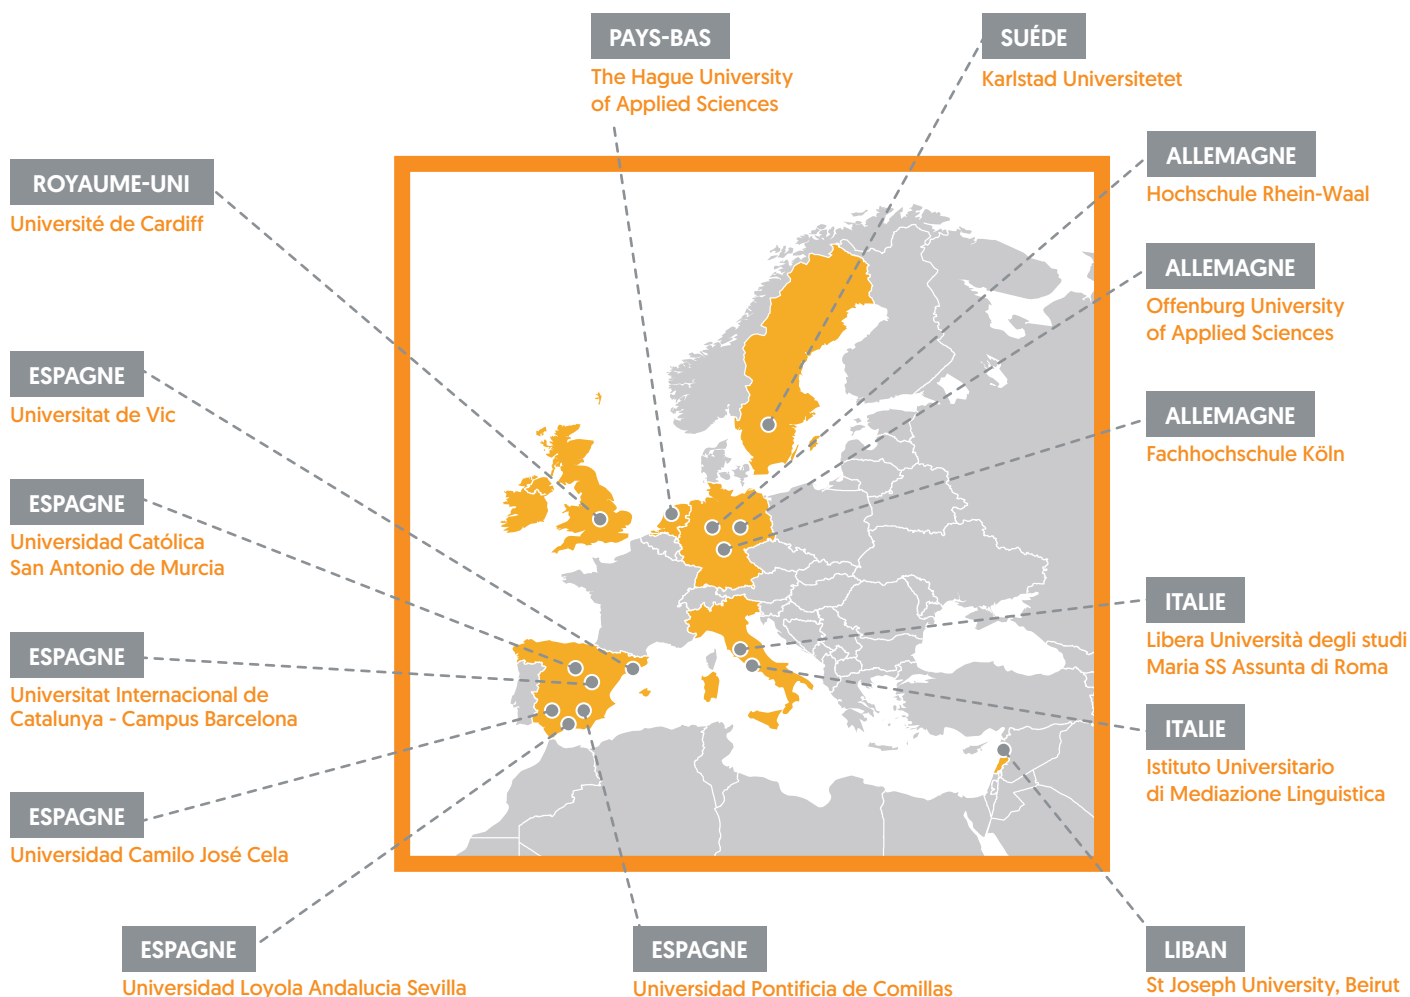 PAYS-BAS
The Hague University
of Applied Sciences
SUÉDE
Karlstad Universitetet
ALLEMAGNE
Hochschule Rhein-Waal
ROYAUME-UNI
Université de Cardiff
ALLEMAGNE
Offenburg University
of Applied Sciences
ESPAGNE
Universitat de Vic
ALLEMAGNE
Fachhochschule Köln
ESPAGNE
Universidad Católica
San Antonio de Murcia
ITALIE
Libera Università degli studi
Maria SS Assunta di Roma
ESPAGNE
Universitat Internacional de
Catalunya - Campus Barcelona
ITALIE
Istituto Universitario
di Mediazione Linguistica
ESPAGNE
Universidad Camilo José Cela
ESPAGNE
Universidad Loyola Andalucia Sevilla
ESPAGNE
Universidad Pontificia de Comillas
LIBAN
St Joseph University, Beirut